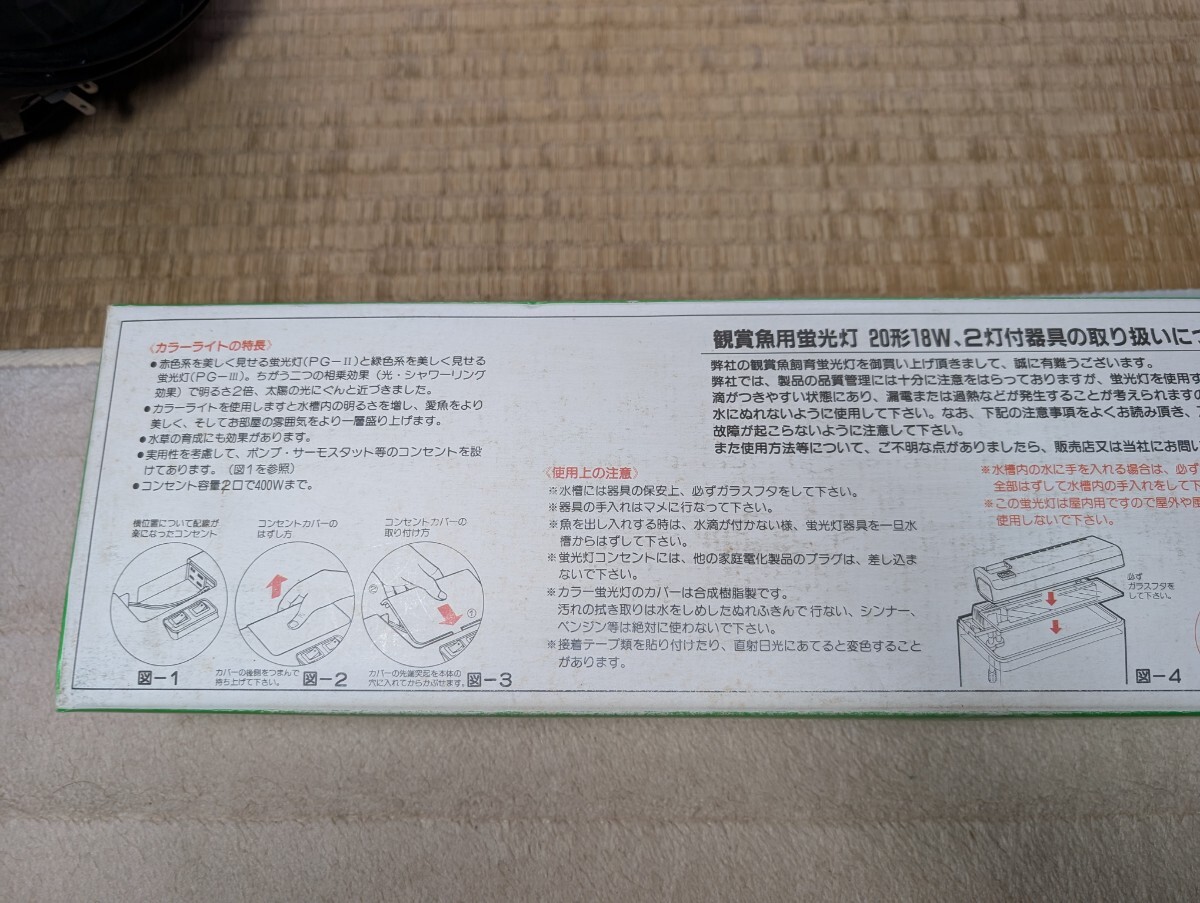 〈カラーライトの特長〉
●赤色系を美しく見せる蛍光灯(PG-Ⅱ)と緑色系を美しく見せる
蛍光灯(PG-Ⅲ)。ちがう二つの相乗効果(光・シャワーリング
効果)で明るさ2倍、太陽の光にぐんと近づきました。
●カラーライトを使用しますと水槽内の明るさを増し、愛魚をより
美しく、そしてお部屋の雰囲気をより一層盛り上げます。
●水草の育成にも効果があります。
●実用性を考慮して、ポンプ・サーモスタット等のコンセントを設
けてあります。(図1を参照)
●コンセント容量2口で400Wまで。
横位置について配線が
楽になったコンセント
図-1
コンセントカバーの
はずし方
カバーの後側をつまんで
持ち上げて下さい。
図-2
コンセントカバーの
取り付け方
②
①
カバーの先端突起を本体の
穴に入れてからかぶせます。
図-3
観賞魚用蛍光灯 20形18W、2灯付器具の取り扱いにつ
弊社の観賞魚飼育蛍光灯を御買い上げ頂きまして、誠に有難うございます。
弊社では、製品の品質管理には十分に注意をはらっておりますが、蛍光灯を使用す
滴がつきやすい状態にあり、漏電または過熱などが発生することが考えられますの
水にぬれないように使用して下さい。なお、下記の注意事項をよくお読み頂き、
故障が起こらないように注意して下さい。
また使用方法等について、ご不明な点がありましたら、販売店又は当社にお問い
〈使用上の注意〉
※水槽には器具の保安上、必ずガラスフタをして下さい。
※器具の手入れはマメに行なって下さい。
※魚を出し入れする時は、水滴が付かない様、蛍光灯器具を一旦水
槽からはずして下さい。
※蛍光灯コンセントには、他の家庭電化製品のプラグは、差し込ま
ないで下さい。
※カラー蛍光灯のカバーは合成樹脂製です。
汚れの拭き取りは水をしめしたぬれふきんで行ない、シンナー、
ベンジン等は絶対に使わないで下さい。
※接着テープ類を貼り付けたり、直射日光にあてると変色すること
があります。
※水槽内の水に手を入れる場合は、必ず
全部はずして水槽内の手入れをして下
※この蛍光灯は屋内用ですので屋外や
使用しないで下さい。
必ず
ガラスフタを
して下さい。
図-4